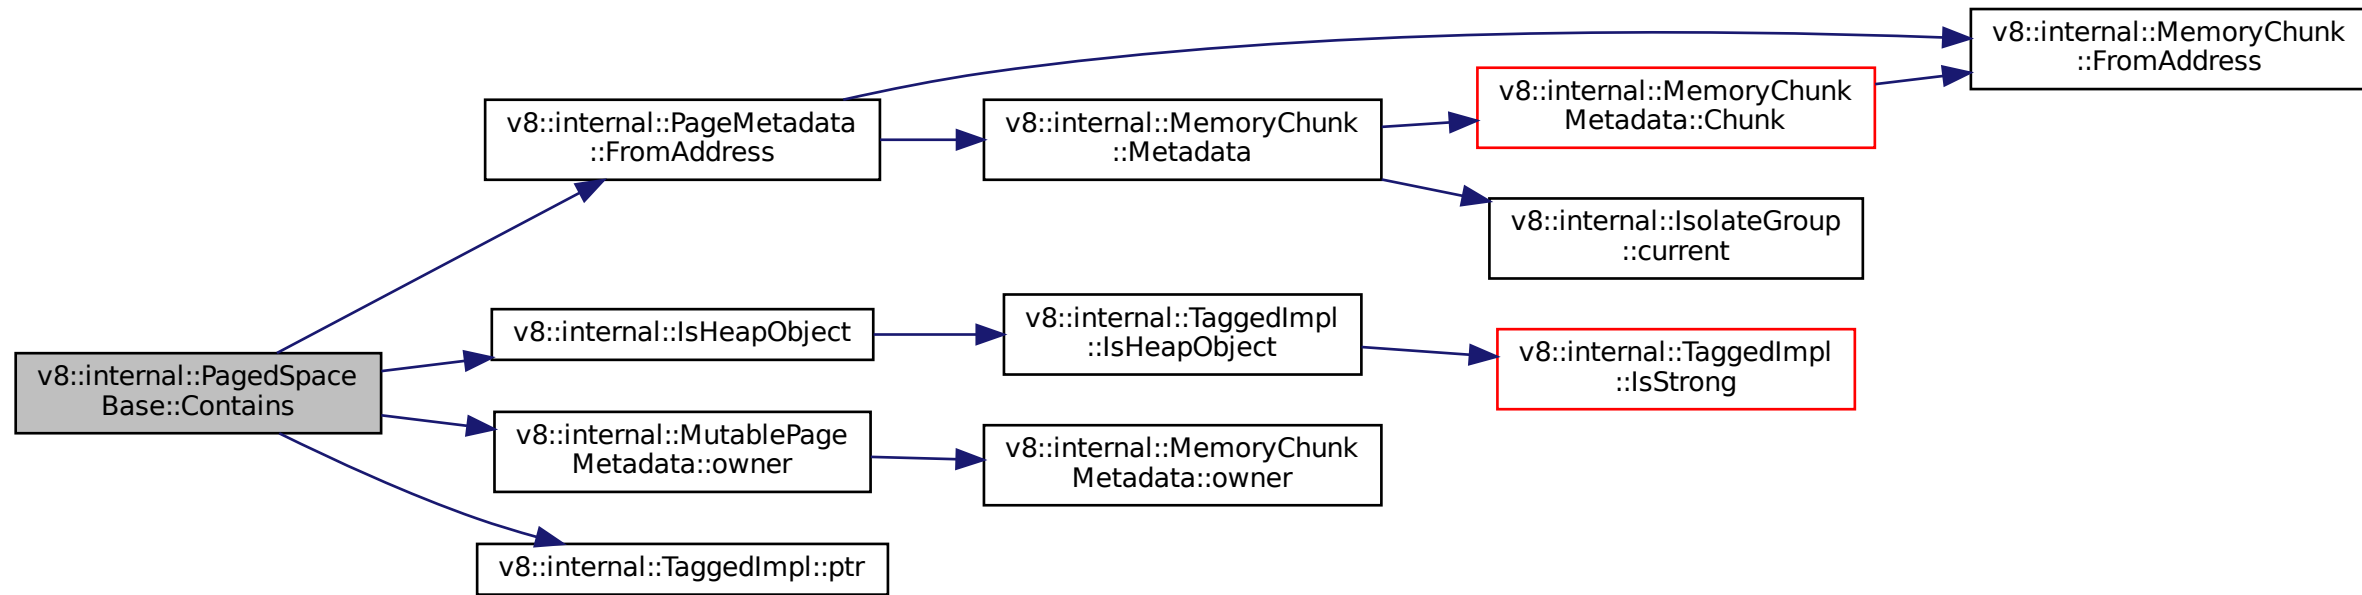 v8::internal::PagedSpace
Base::Contains
v8::internal::PageMetadata
::FromAddress
v8::internal::MemoryChunk
::Metadata
v8::internal::MemoryChunk
Metadata::Chunk
v8::internal::MemoryChunk
::FromAddress
v8::internal::IsolateGroup
::current
v8::internal::IsHeapObject
v8::internal::TaggedImpl
::IsHeapObject
v8::internal::TaggedImpl
::IsStrong
v8::internal::MutablePage
Metadata::owner
v8::internal::MemoryChunk
Metadata::owner
v8::internal::TaggedImpl::ptr